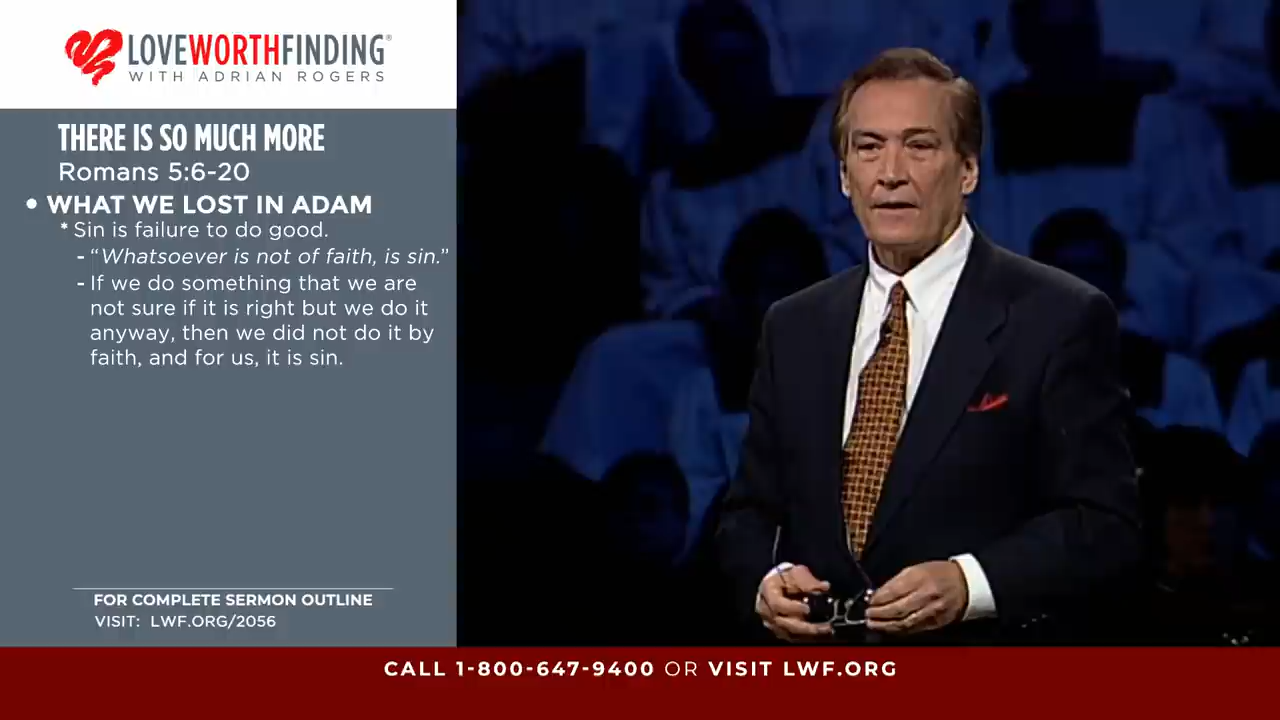 LOVEWORTHFINDING®
WITH ADRIAN ROGERS
THERE IS SO MUCH MORE
Romans 5:6-20
• WHAT WE LOST IN ADAM
* Sin is failure to do good.
- “Whatsoever is not of faith, is sin.”
- If we do something that we are
not sure if it is right but we do it
anyway, then we did not do it by
faith, and for us, it is sin.
FOR COMPLETE SERMON OUTLINE
VISIT: LWF.ORG/2056
CALL 1-800-647-9400 OR VISIT LWF.ORG